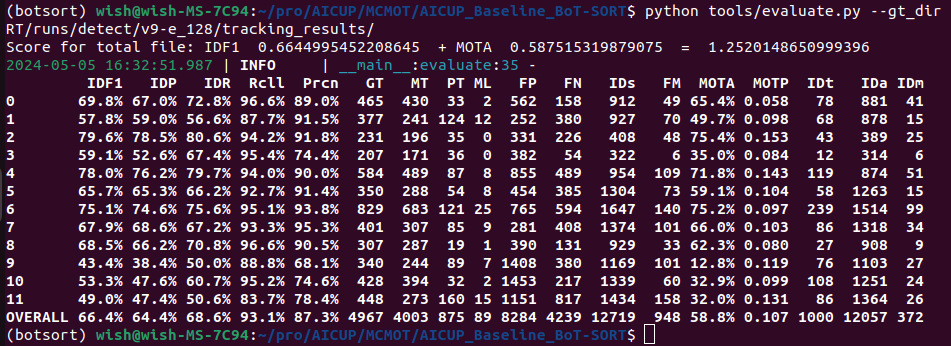 (botsort) wish@wish-MS-7C94:~/pro/AICUP/MCMOT/AICUP_Baseline_BoT-SORT$ python tools/evaluate.py --gt_dir
RT/runs/detect/v9-e_128/tracking_results/
Score for total file: IDF1  0.6644995452208645  + MOTA  0.587515319879075  =  1.2520148650999396
2024-05-05 16:32:51.987 | INFO     | __main__:evaluate:35 -
IDF1 IDP IDR Rcll Prcn GT MT PT ML FP FN IDs FM MOTA MOTP IDt IDa IDm
0 69.8% 67.0% 72.8% 96.6% 89.0% 465 430 33 2 562 158 912 49 65.4% 0.058 78 881 41
1 57.8% 59.0% 56.6% 87.7% 91.5% 377 241 124 12 252 380 927 70 49.7% 0.098 68 878 15
2 79.6% 78.5% 80.6% 94.2% 91.8% 231 196 35 0 331 226 408 48 75.4% 0.153 43 389 25
3 59.1% 52.6% 67.4% 95.4% 74.4% 207 171 36 0 382 54 322 6 35.0% 0.084 12 314 6
4 78.0% 76.2% 79.7% 94.0% 90.0% 584 489 87 8 855 489 954 109 71.8% 0.143 119 874 51
5 65.7% 65.3% 66.2% 92.7% 91.4% 350 288 54 8 454 385 1304 73 59.1% 0.104 58 1263 15
6 75.1% 74.6% 75.6% 95.1% 93.8% 829 683 121 25 765 594 1647 140 75.2% 0.097 239 1514 99
7 67.9% 68.6% 67.2% 93.3% 95.3% 401 307 85 9 281 408 1374 101 66.0% 0.103 86 1318 34
8 68.5% 66.2% 70.8% 96.6% 90.5% 307 287 19 1 390 131 929 33 62.3% 0.080 27 908 9
9 43.4% 38.4% 50.0% 88.8% 68.1% 340 244 89 7 1408 380 1169 101 12.8% 0.119 76 1103 27
10 53.3% 47.6% 60.7% 95.2% 74.6% 428 394 32 2 1453 217 1339 60 32.9% 0.099 108 1251 24
11 49.0% 47.4% 50.6% 83.7% 78.4% 448 273 160 15 1151 817 1434 158 32.0% 0.131 86 1364 26
OVERALL 66.4% 64.4% 68.6% 93.1% 87.3% 4967 4003 875 89 8284 4239 12719 948 58.8% 0.107 1000 12057 372
(botsort) wish@wish-MS-7C94:~/pro/AICUP/MCMOT/AICUP_Baseline_BoT-SORT$